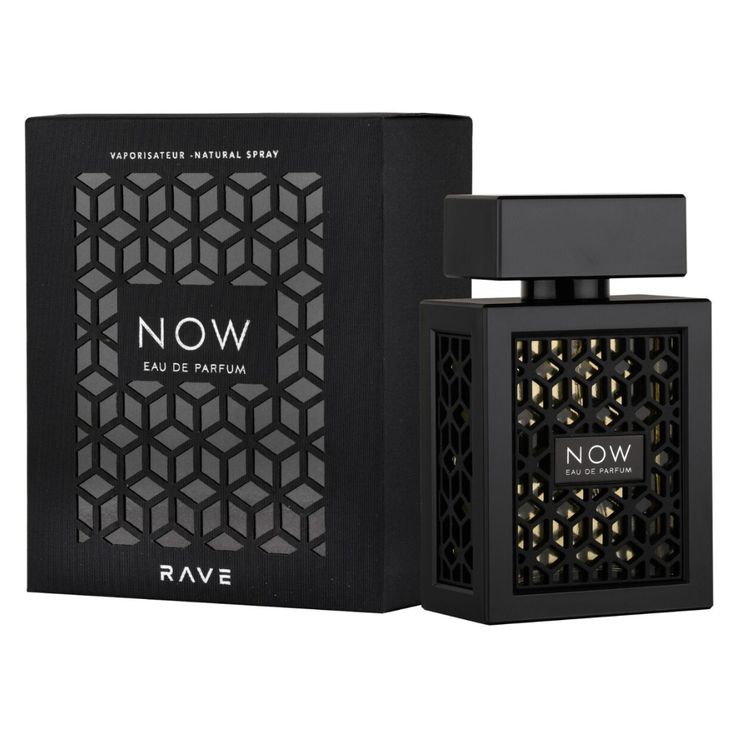 VAPORISATEUR -NATURAL SPRAY
NOW
EAU DE PARFUM
RAVE
NOW
EAU DE PARFUM